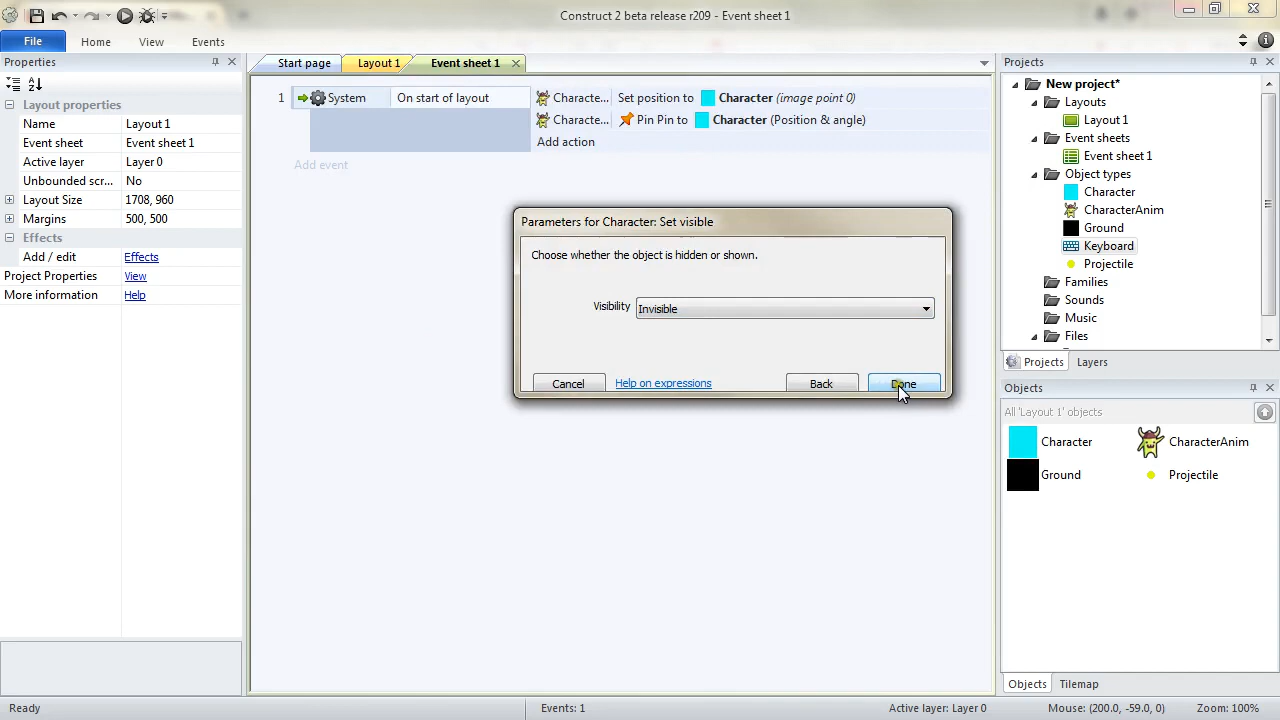 Construct 2 beta release r209 - Event sheet 1
File Home View Events
Properties
Layout properties
Name Layout 1
Event sheet Event sheet 1
Active layer Layer 0
Unbounded scr... No
Layout Size 1708, 960
Margins 500, 500
Effects
Add / edit Effects
Project Properties View
More information Help
Start page Layout 1 Event sheet 1
1 System On start of layout Characte... Set position to Character (image point 0)
Characte... Pin Pin to Character (Position & angle)
Add action
Add event
Parameters for Character: Set visible
Choose whether the object is hidden or shown.
Visibility Invisible
Cancel Help on expressions Back Done
Projects
New project*
Layouts
Layout 1
Event sheets
Event sheet 1
Object types
Character
CharacterAnim
Ground
Keyboard
Projectile
Families
Sounds
Music
Files
Projects Layers
Objects
All 'Layout 1' objects
Character CharacterAnim
Ground Projectile
Objects Tilemap
Ready Events: 1 Active layer: Layer 0 Mouse: (200.0, -59.0, 0) Zoom: 100%